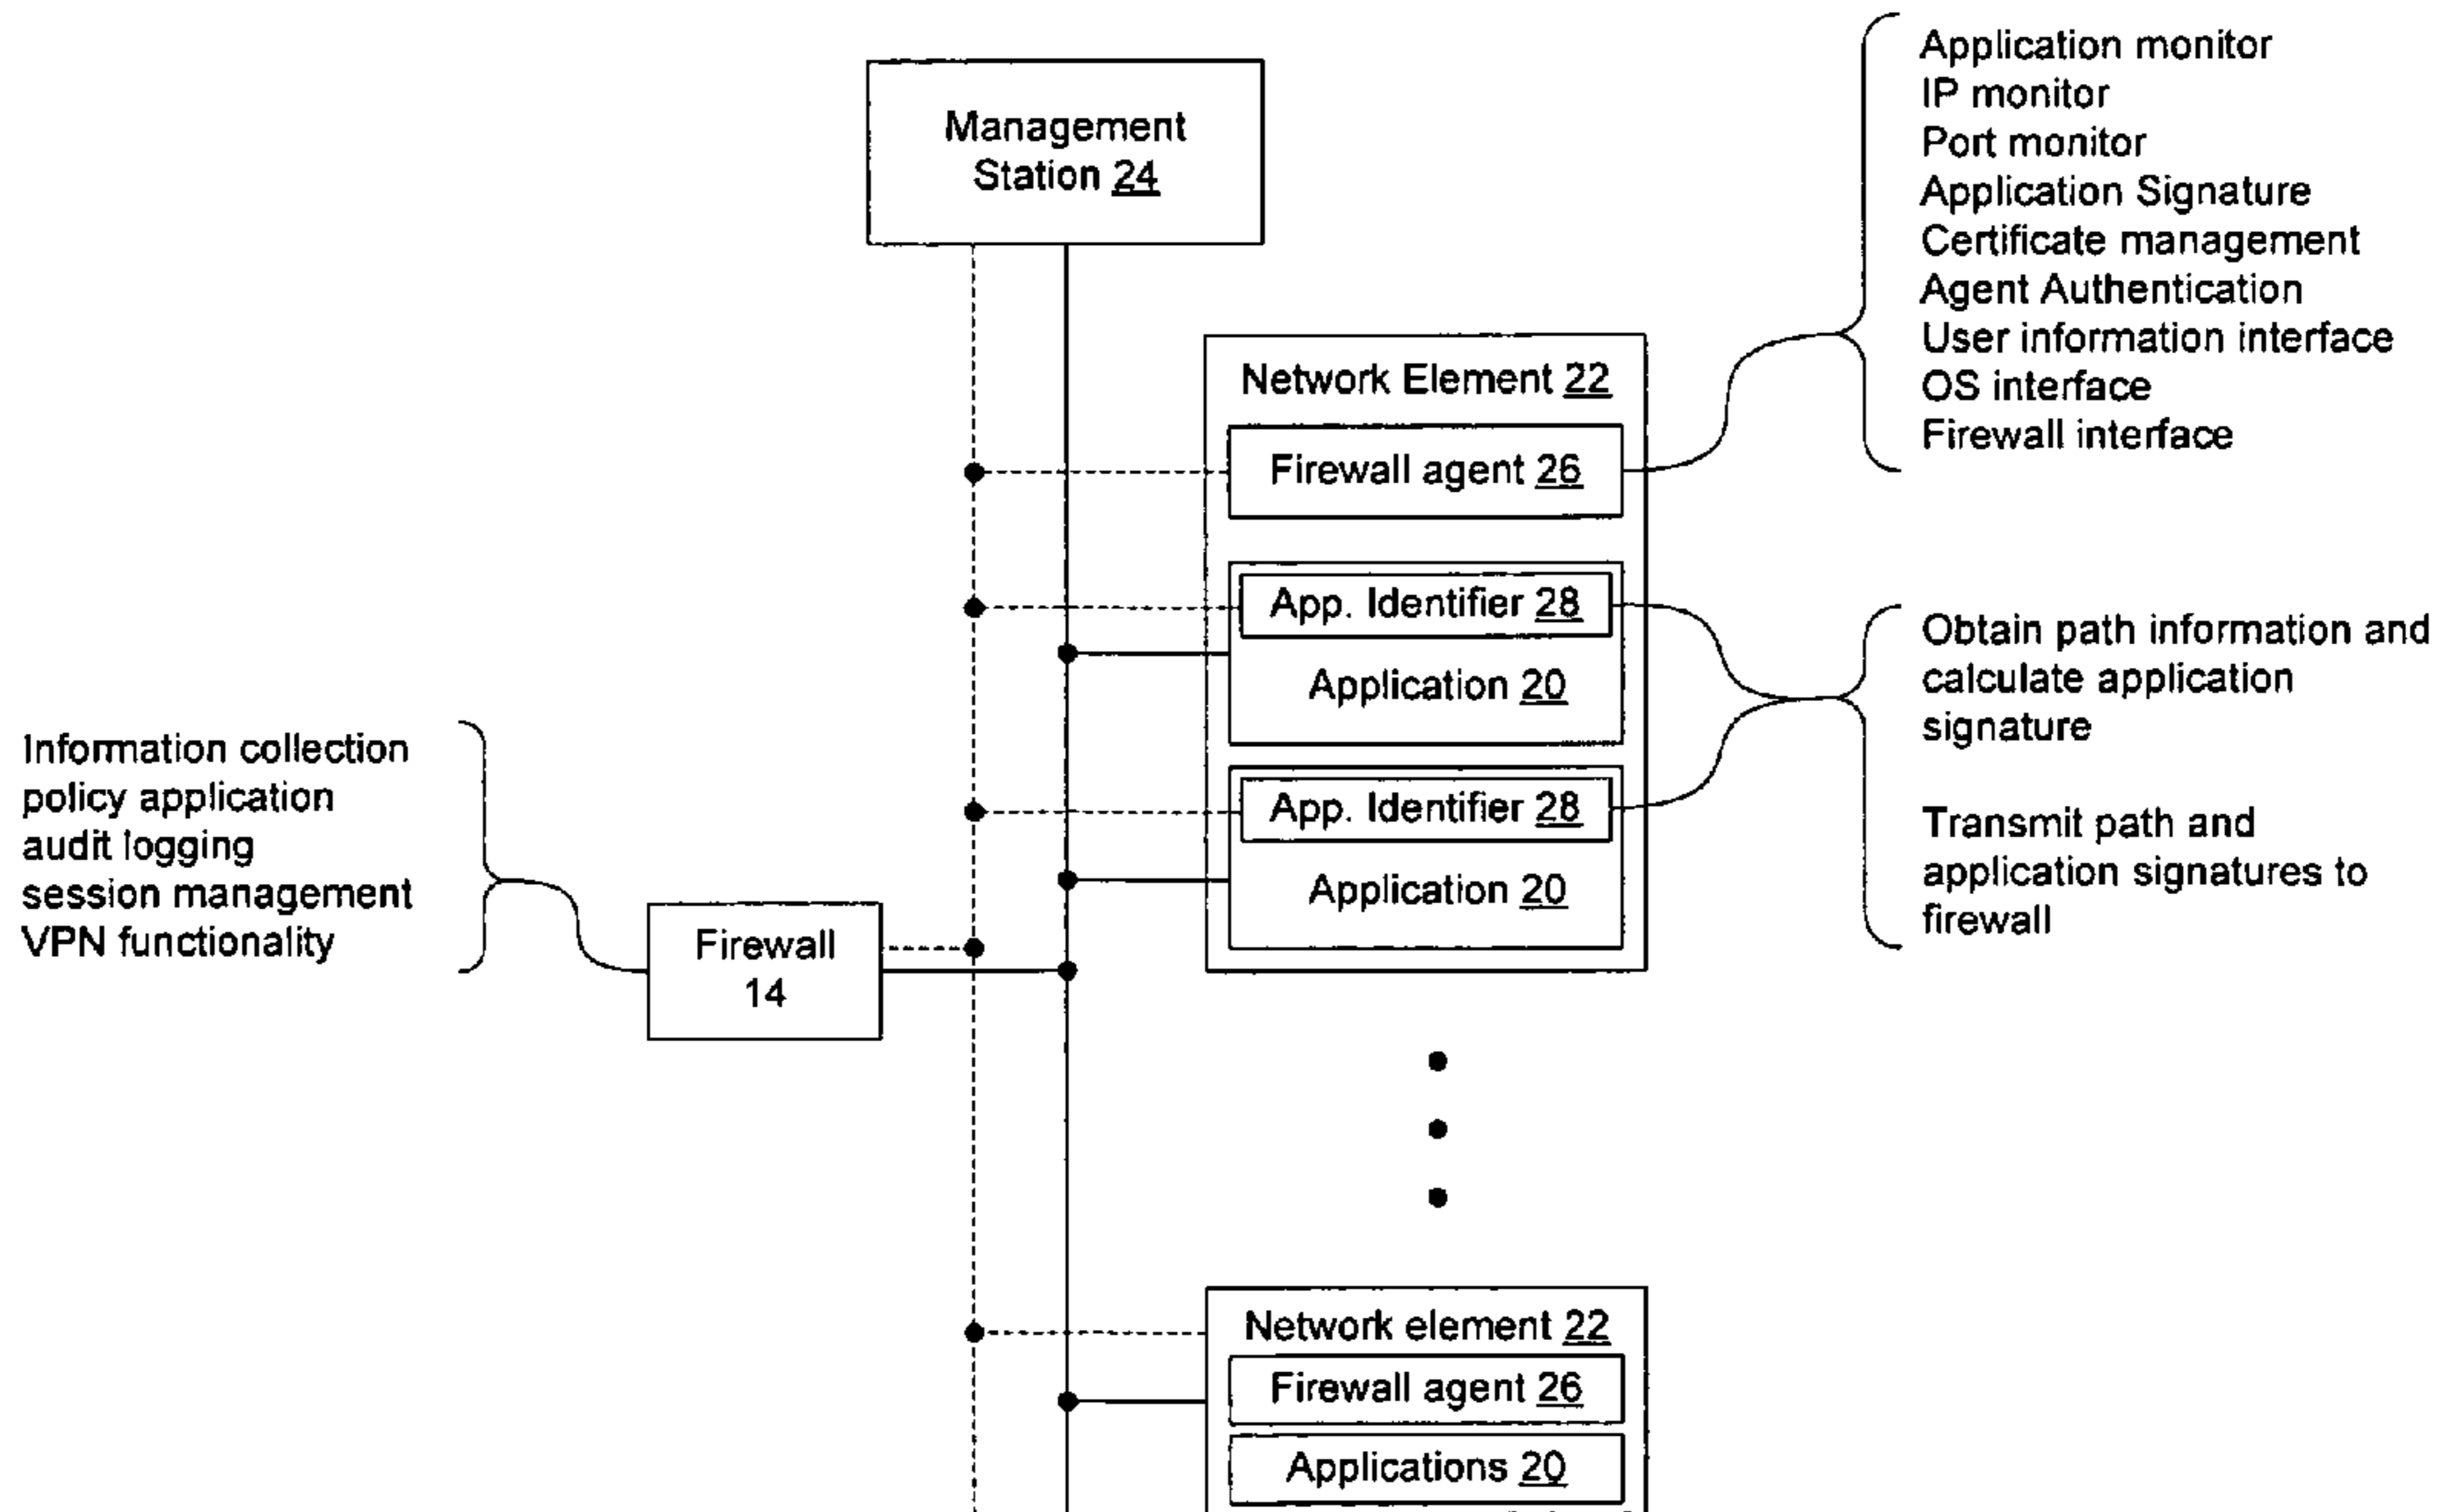 Management
Station 24
Application monitor
IP monitor
Port monitor
Application Signature
Certificate management
Agent Authentication
User information interface
OS interface
Firewall interface
Network Element 22
Firewall agent 26
App. Identifier 28
Application 20
App. Identifier 28
Application 20
Obtain path information and
calculate application
signature
Transmit path and
application signatures to
firewall
Information collection
policy application
audit logging
session management
VPN functionality
Firewall
14
Network element 22
Firewall agent 26
Applications 20